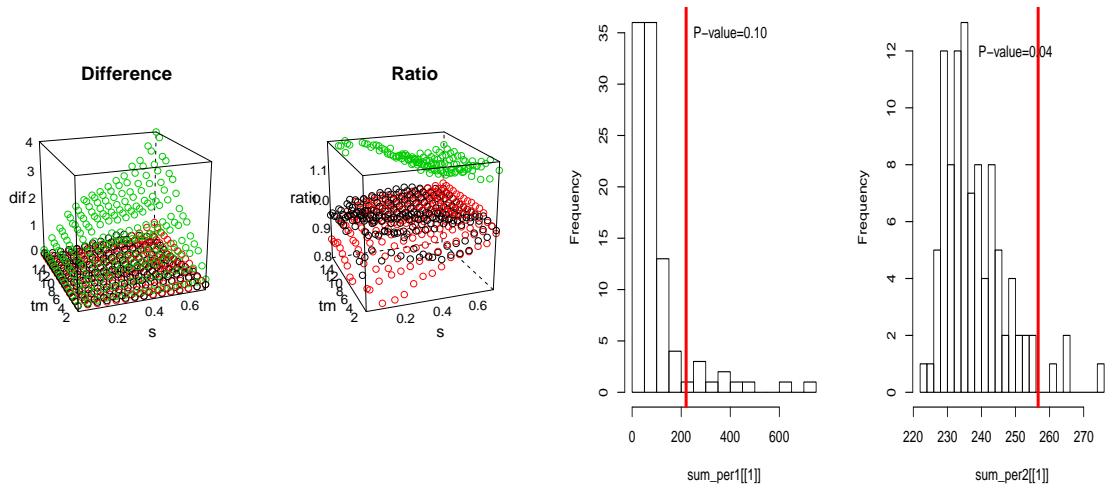 Difference
4
3
2
dif
1
0
14
12
10
8
6
4
2
tm
0.2
0.4
0.6
s
Ratio
1.1
1.0
ratio
0.9
0.8
14
12
10
8
6
4
2
tm
0.2
0.4
0.6
s
P-value=0.10
35
30
25
20
15
10
5
0
Frequency
0 200 400 600
sum_per1[[1]]
P-value=0.04
12
10
8
6
4
2
0
Frequency
220 230 240 250 260 270
sum_per2[[1]]